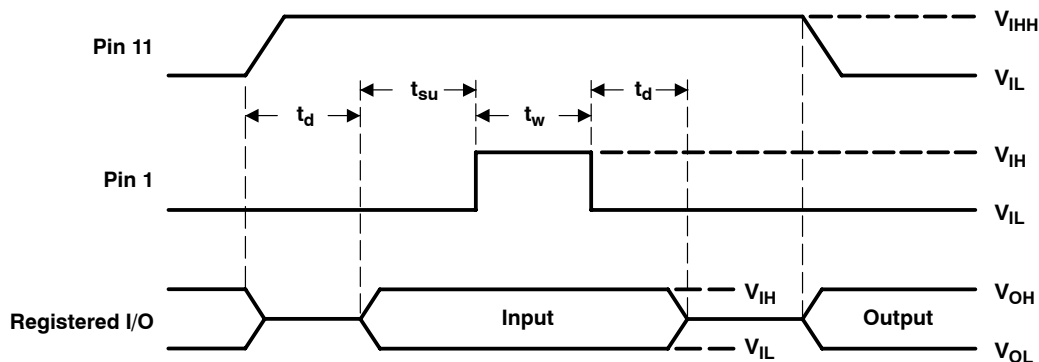 Pin 11
V_IHH
V_IL
t_d
t_su
t_w
t_d
Pin 1
V_IH
V_IL
Registered I/O
Input
V_IH
V_IL
Output
V_OH
V_OL